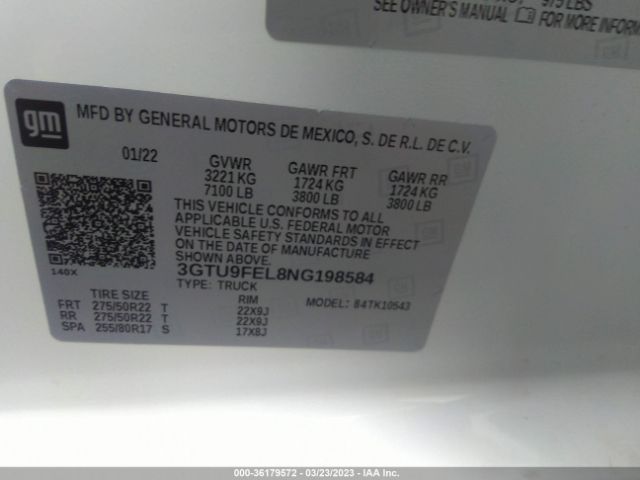 979 LBS
SEE OWNER'S MANUAL FOR MORE INFORM
gm
MFD BY GENERAL MOTORS DE MEXICO, S. DE R.L. DE C.V.
01/22 GVWR GAWR FRT GAWR RR
3221 KG 1724 KG 1724 KG
7100 LB 3800 LB 3800 LB
THIS VEHICLE CONFORMS TO ALL
APPLICABLE U.S. FEDERAL MOTOR
VEHICLE SAFETY STANDARDS IN EFFECT
ON THE DATE OF MANUFACTURE
SHOWN ABOVE.
3GTU9FEL8NG198584
140X
TYPE: TRUCK
TIRE SIZE RIM MODEL: 84TK10543
FRT 275/50R22 T 22X9J
RR 275/50R22 T 22X9J
SPA 255/80R17 S 17X8J
000-36179572 — 03/23/2023 — IAA Inc.